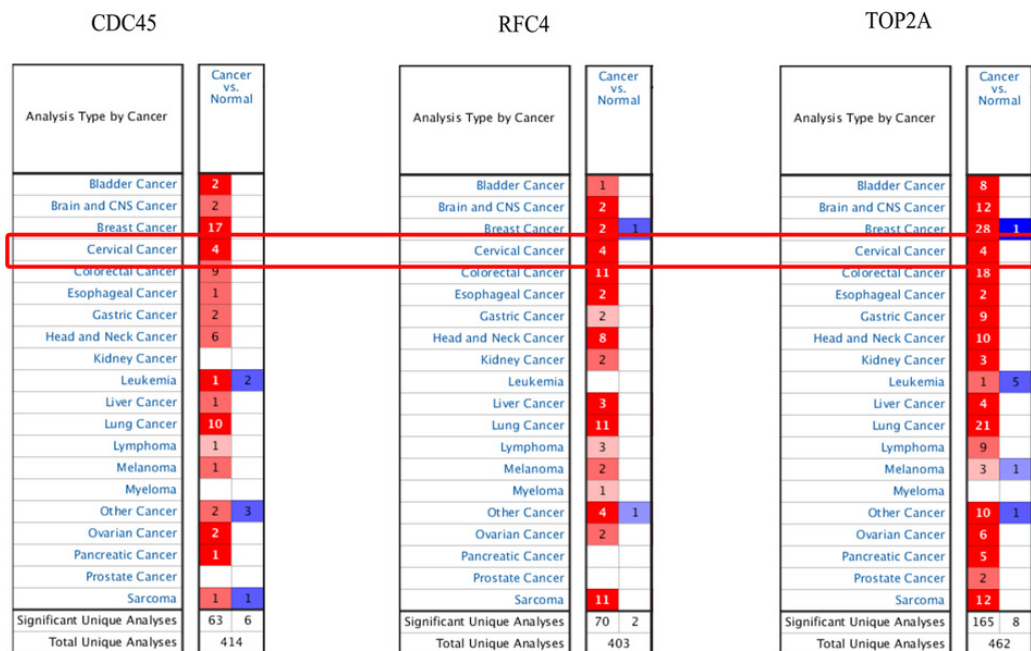 CDC45
RFC4
TOP2A
Analysis Type by Cancer
Cancer
vs.
Normal
Bladder Cancer 2
Brain and CNS Cancer 2
Breast Cancer 17
Cervical Cancer 4
Colorectal Cancer 9
Esophageal Cancer 1
Gastric Cancer 2
Head and Neck Cancer 6
Kidney Cancer
Leukemia 1 2
Liver Cancer 1
Lung Cancer 10
Lymphoma 1
Melanoma 1
Myeloma
Other Cancer 2 3
Ovarian Cancer 2
Pancreatic Cancer 1
Prostate Cancer
Sarcoma 1 1
Significant Unique Analyses 63 6
Total Unique Analyses 414
Analysis Type by Cancer
Cancer
vs.
Normal
Bladder Cancer 1
Brain and CNS Cancer 2
Breast Cancer 2 1
Cervical Cancer 4
Colorectal Cancer 11
Esophageal Cancer 2
Gastric Cancer 2
Head and Neck Cancer 8
Kidney Cancer 2
Leukemia
Liver Cancer 3
Lung Cancer 11
Lymphoma 3
Melanoma 2
Myeloma 1
Other Cancer 4 1
Ovarian Cancer 2
Pancreatic Cancer
Prostate Cancer
Sarcoma 11
Significant Unique Analyses 70 2
Total Unique Analyses 403
Analysis Type by Cancer
Cancer
vs.
Normal
Bladder Cancer 8
Brain and CNS Cancer 12
Breast Cancer 28 1
Cervical Cancer 4
Colorectal Cancer 18
Esophageal Cancer 2
Gastric Cancer 9
Head and Neck Cancer 10
Kidney Cancer 3
Leukemia 1 5
Liver Cancer 4
Lung Cancer 21
Lymphoma 9
Melanoma 3 1
Myeloma
Other Cancer 10 1
Ovarian Cancer 6
Pancreatic Cancer 5
Prostate Cancer 2
Sarcoma 12
Significant Unique Analyses 165 8
Total Unique Analyses 462